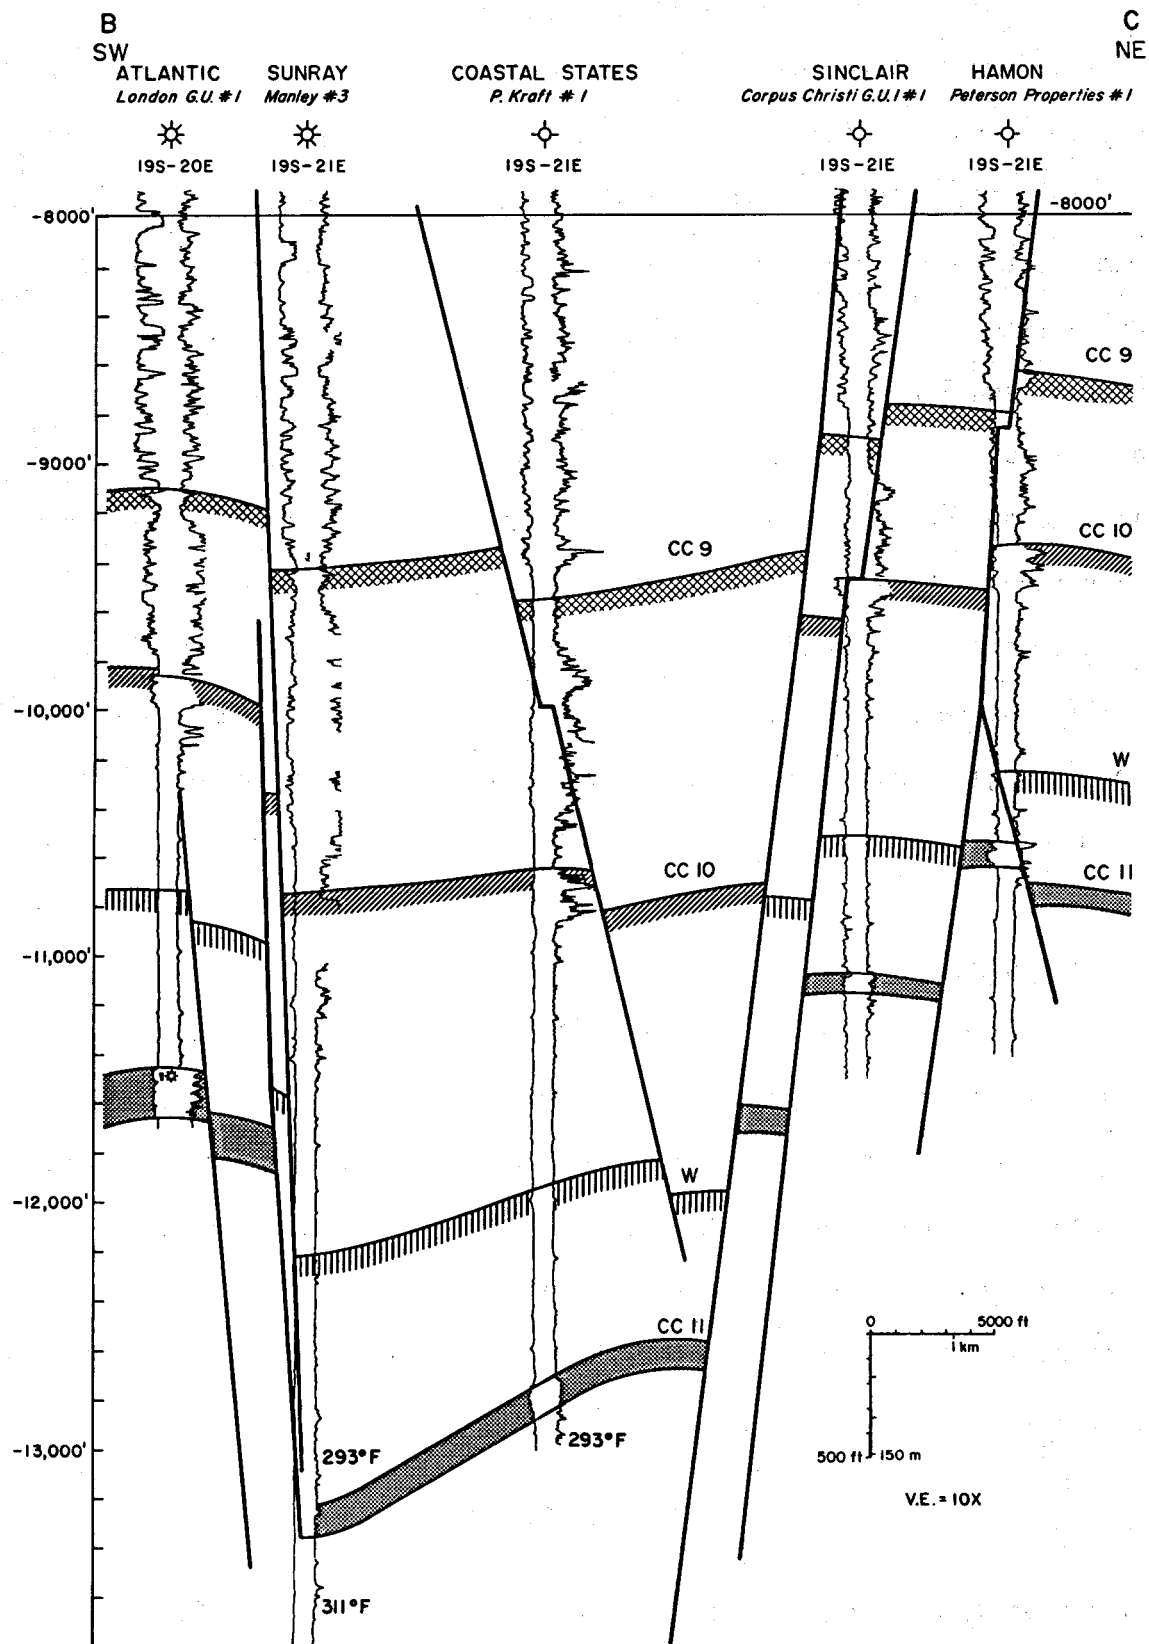 B
SW
C
NE
ATLANTIC
London G.U. #1
SUNRAY
Manley #3
COASTAL STATES
P. Kraft #1
SINCLAIR
Corpus Christi G.U.I #1
HAMON
Peterson Properties #1
19S-20E
19S-21E
19S-21E
19S-21E
19S-21E
-8000'
-8000'
CC 9
-9000'
CC 10
CC 9
-10,000'
W
CC 10
CC 11
-11,000'
W
-12,000'
CC 11
0 5000 ft
1 km
-13,000'
293°F
293°F
500 ft 150 m
V.E. = 10X
311°F